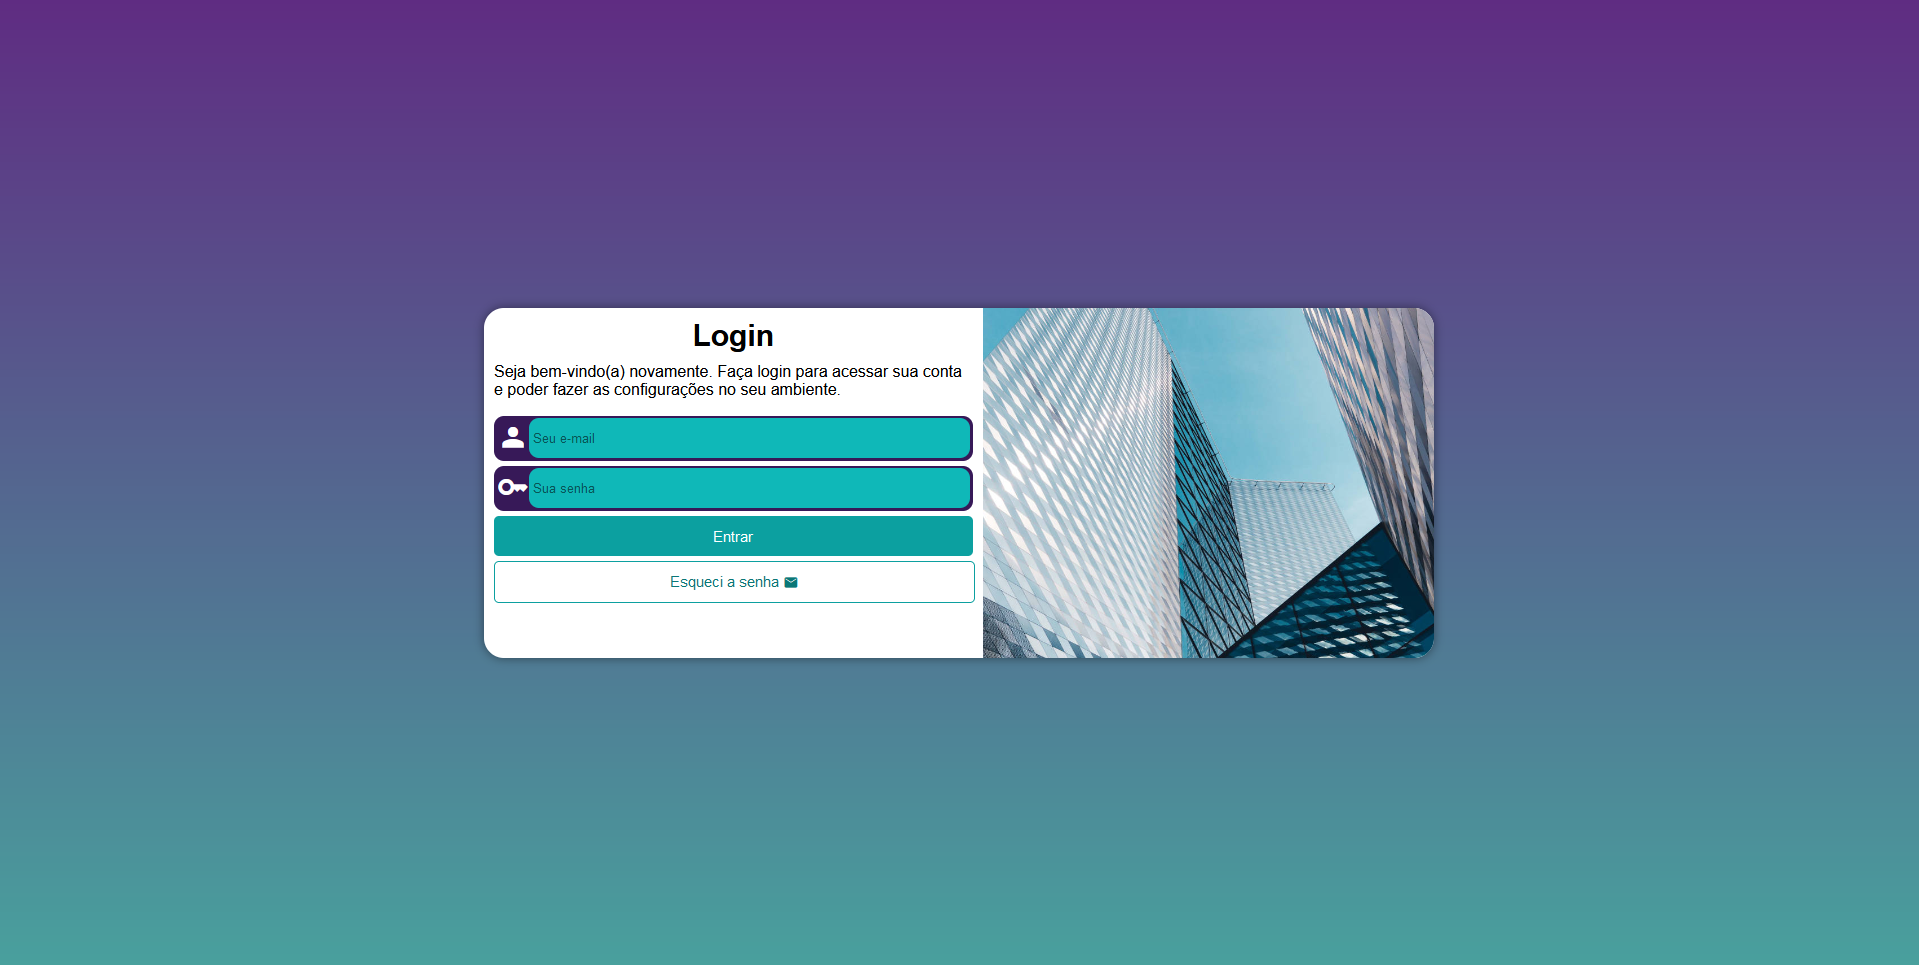 Login
Seja bem-vindo(a) novamente. Faça login para acessar sua conta
e poder fazer as configurações no seu ambiente.
Seu e-mail
Sua senha
Entrar
Esqueci a senha